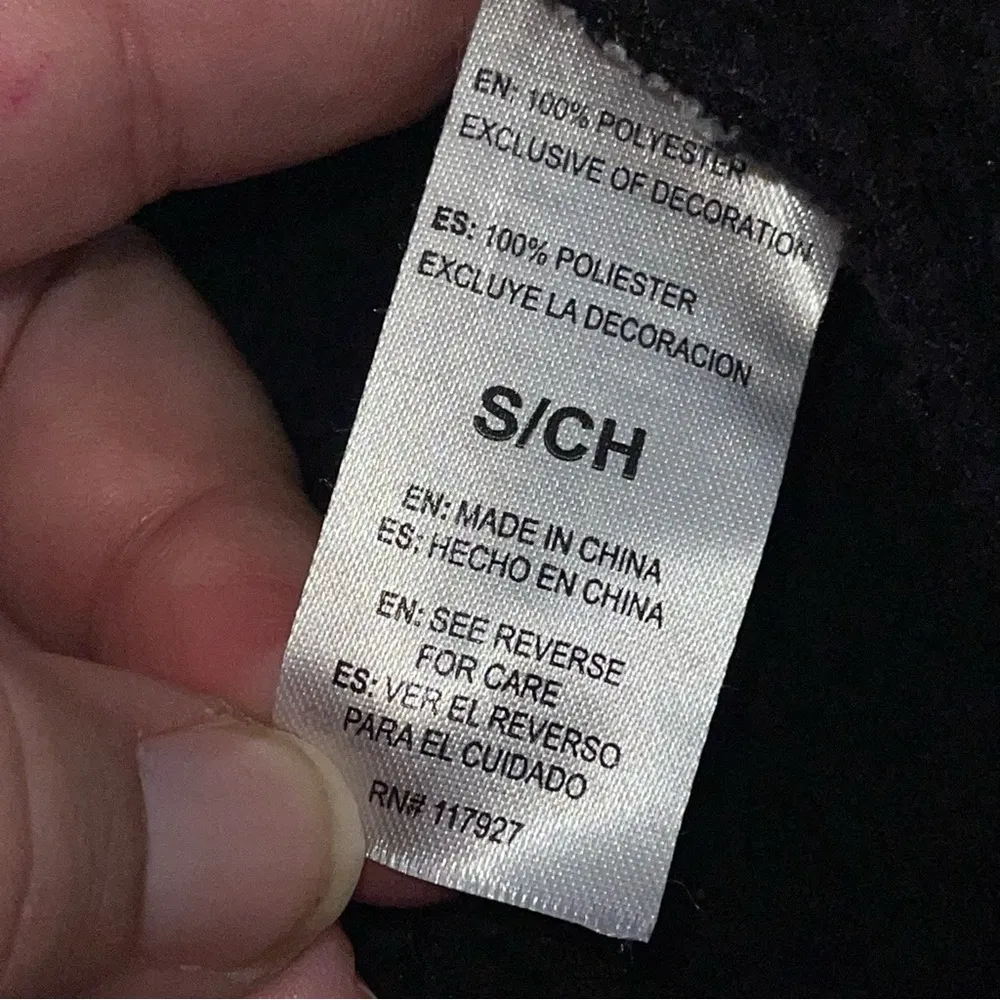 EN: 100% POLYESTER
EXCLUSIVE OF DECORATION
ES: 100% POLIESTER
EXCLUYE LA DECORACION
S/CH
EN: MADE IN CHINA
ES: HECHO EN CHINA
EN: SEE REVERSE
FOR CARE
ES: VER EL REVERSO
PARA EL CUIDADO
RN# 117927